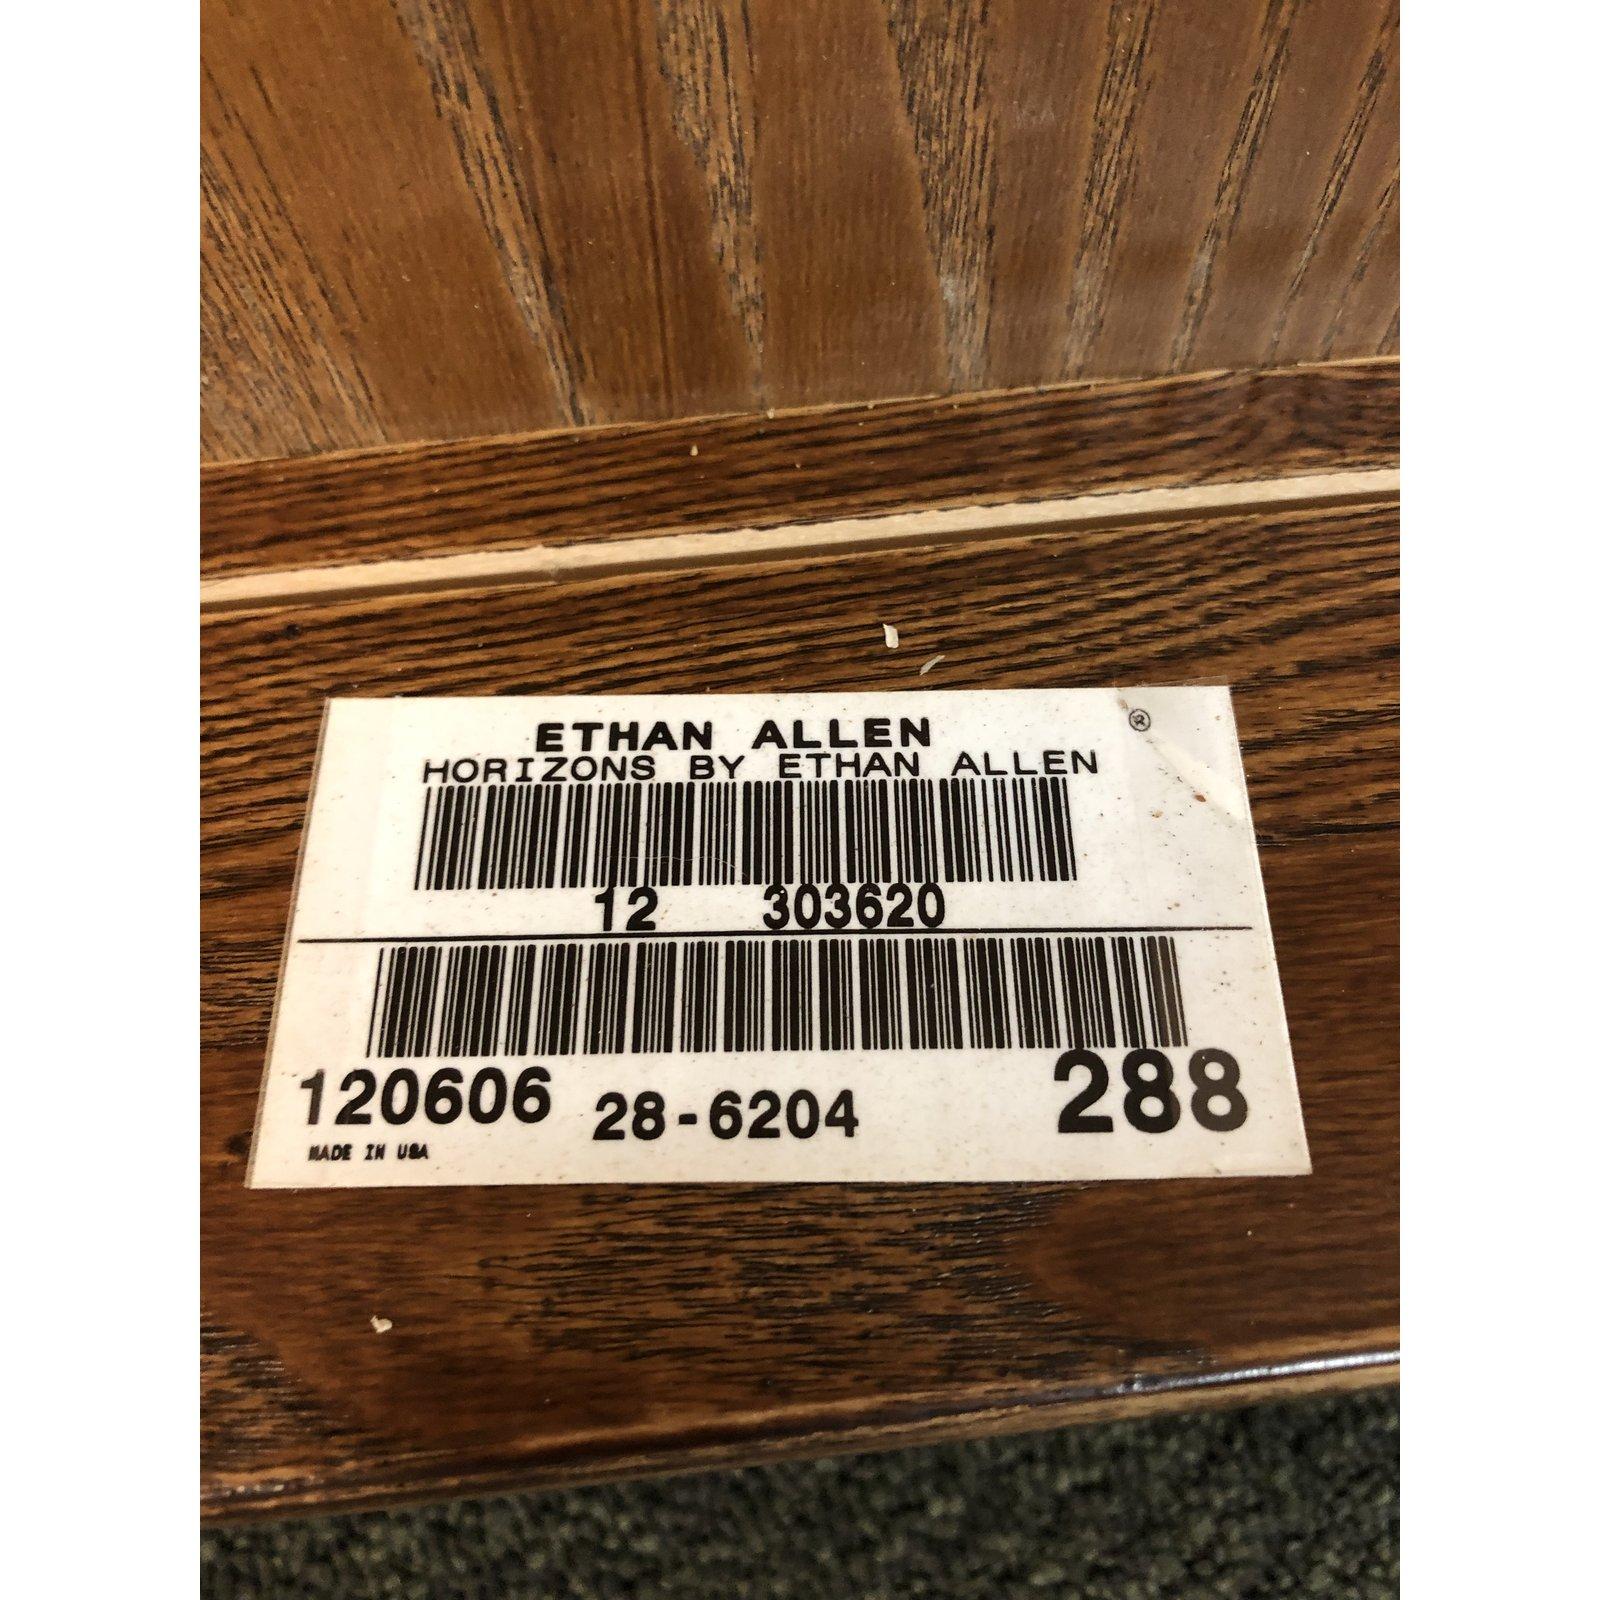 ETHAN ALLEN ®
HORIZONS BY ETHAN ALLEN
12 303620
120606 28-6204 288
MADE IN USA